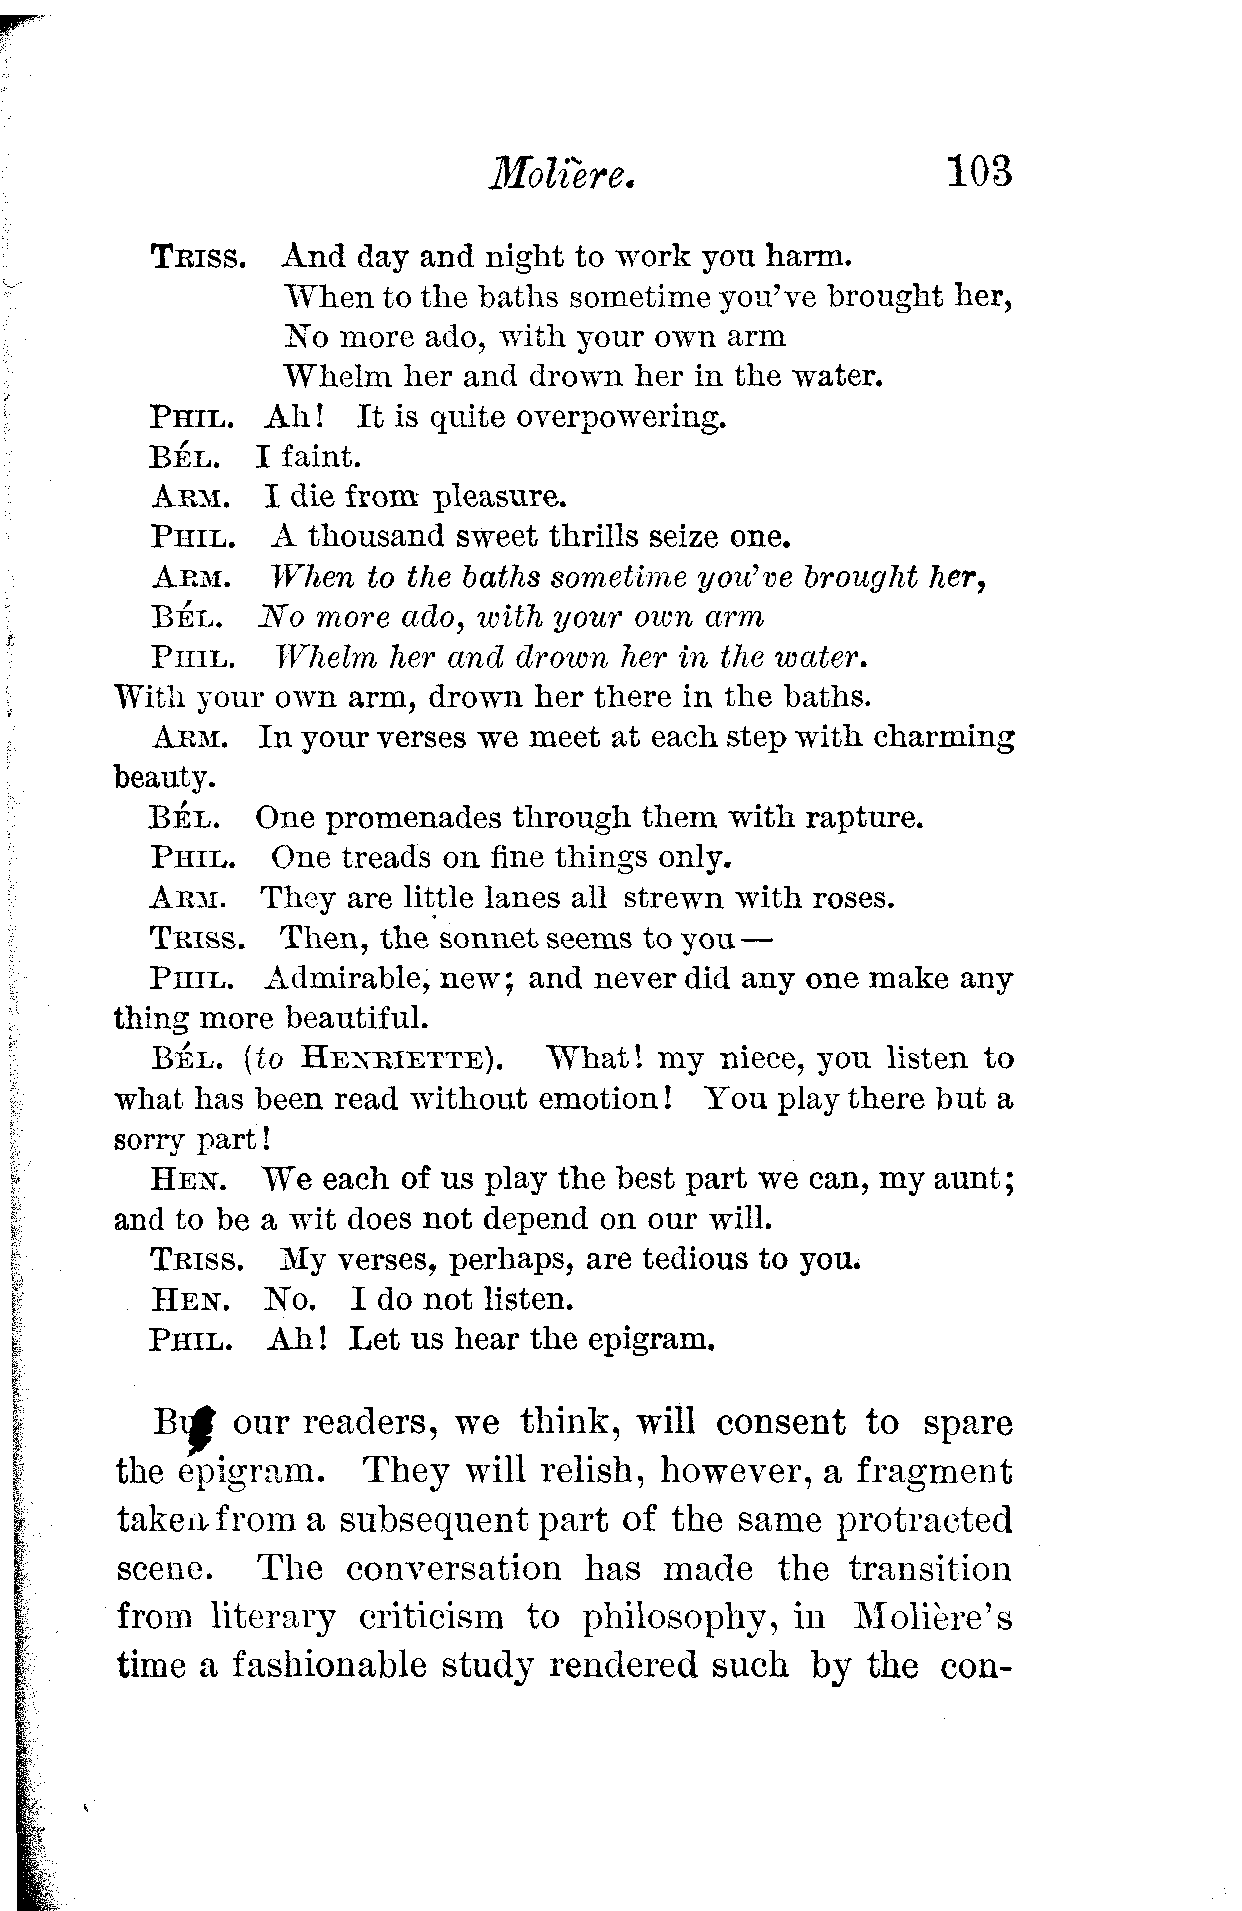 Molière. 103
TRISS. And day and night to work you harm.
When to the baths sometime you've brought her,
No more ado, with your own arm
Whelm her and drown her in the water.
PHIL. Ah! It is quite overpowering.
BÉL. I faint.
ARM. I die from pleasure.
PHIL. A thousand sweet thrills seize one.
ARM. When to the baths sometime you've brought her,
BÉL. No more ado, with your own arm
PHIL. Whelm her and drown her in the water.
With your own arm, drown her there in the baths.
ARM. In your verses we meet at each step with charming
beauty.
BÉL. One promenades through them with rapture.
PHIL. One treads on fine things only.
ARM. They are little lanes all strewn with roses.
TRISS. Then, the sonnet seems to you—
PHIL. Admirable, new; and never did any one make any
thing more beautiful.
BÉL. (to HENRIETTE). What! my niece, you listen to
what has been read without emotion! You play there but a
sorry part!
HEN. We each of us play the best part we can, my aunt;
and to be a wit does not depend on our will.
TRISS. My verses, perhaps, are tedious to you.
HEN. No. I do not listen.
PHIL. Ah! Let us hear the epigram.
But our readers, we think, will consent to spare
the epigram. They will relish, however, a fragment
taken from a subsequent part of the same protracted
scene. The conversation has made the transition
from literary criticism to philosophy, in Molière's
time a fashionable study rendered such by the con-